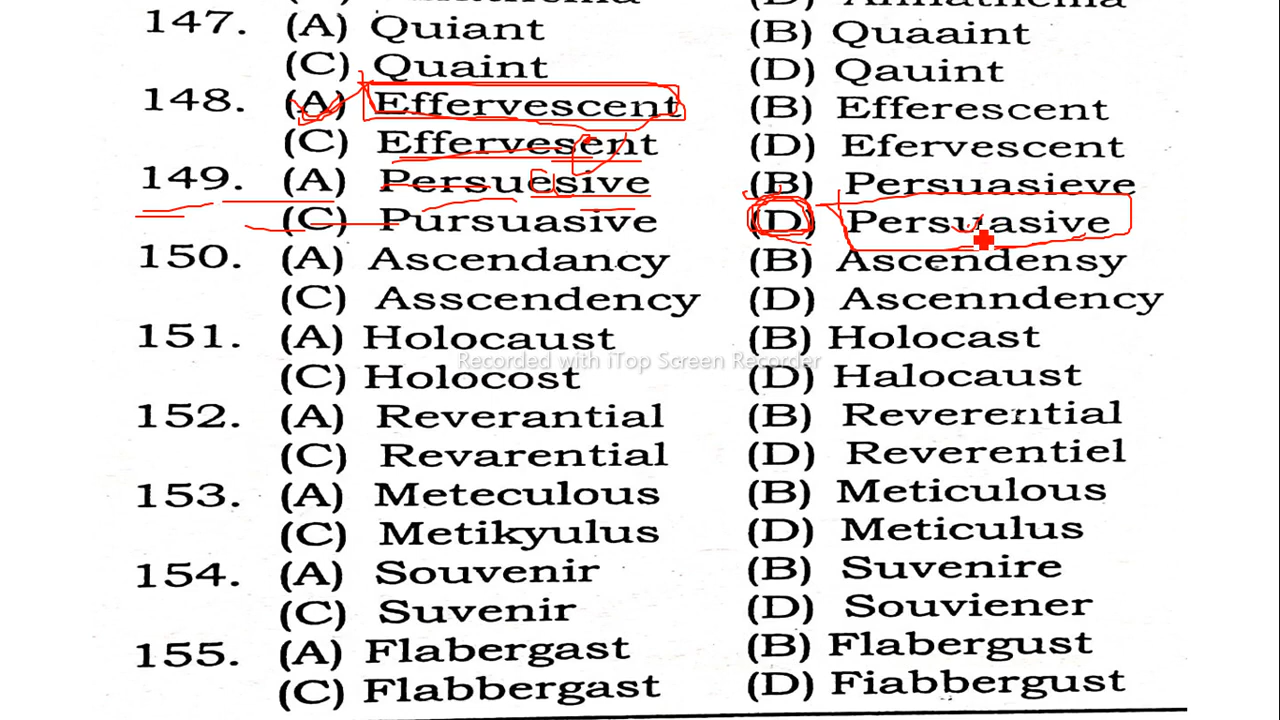 147. (A) Quiant (B) Quaaint
(C) Quaint (D) Qauint
148. (A) Effervescent (B) Efferescent
(C) Effervesent (D) Efervescent
149. (A) Persuesive (B) Persuasieve
(C) Pursuasive (D) Persuasive
150. (A) Ascendancy (B) Ascendensy
(C) Asscendency (D) Ascenndency
151. (A) Holocaust (B) Holocast
Recorded with iTop Screen Recorder
(C) Holocost (D) Halocaust
152. (A) Reverantial (B) Reverential
(C) Revarential (D) Reverentiel
153. (A) Meteculous (B) Meticulous
(C) Metikyulus (D) Meticulus
154. (A) Souvenir (B) Suvenire
(C) Suvenir (D) Souviener
155. (A) Flabergast (B) Flabergust
(C) Flabbergast (D) Fiabbergust